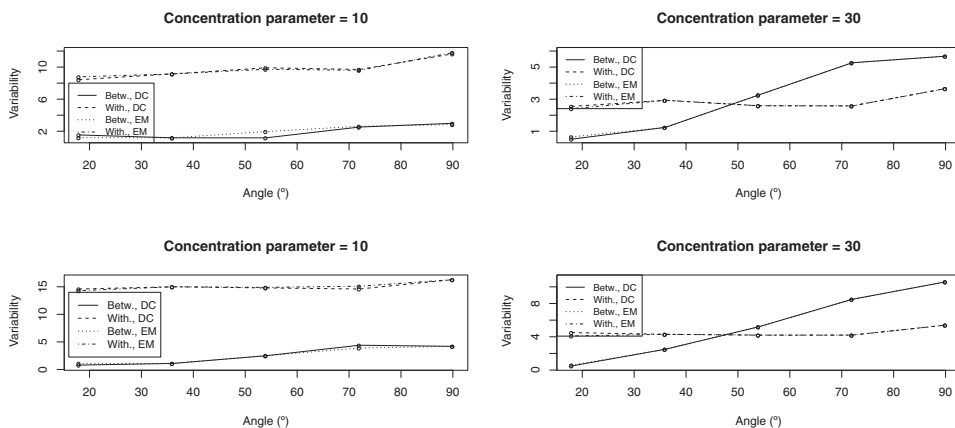 Concentration parameter = 10
Variability
10
6
2
Betw., DC
With., DC
Betw., EM
With., EM
20 30 40 50 60 70 80 90
Angle (º)
Concentration parameter = 30
Variability
5
3
1
Betw., DC
With., DC
Betw., EM
With., EM
20 30 40 50 60 70 80 90
Angle (º)
Concentration parameter = 10
Variability
15
10
5
0
Betw., DC
With., DC
Betw., EM
With., EM
20 30 40 50 60 70 80 90
Angle (º)
Concentration parameter = 30
Variability
8
4
0
Betw., DC
With., DC
Betw., EM
With., EM
20 30 40 50 60 70 80 90
Angle (º)